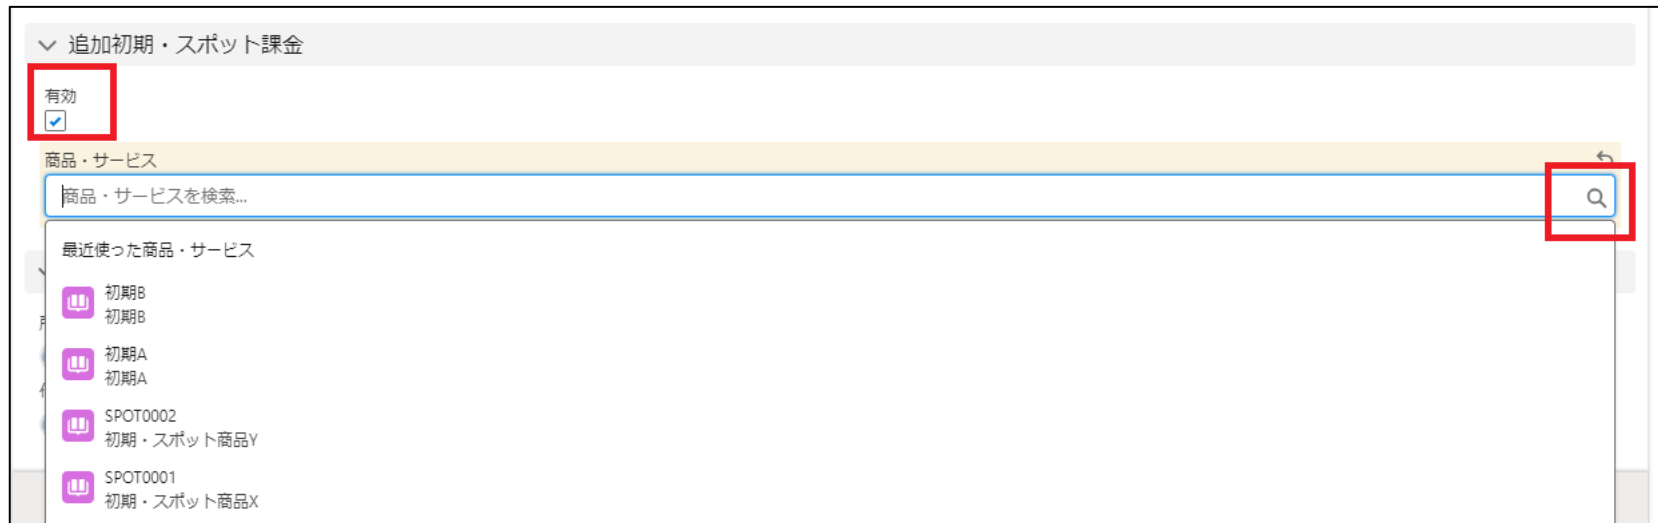 追加初期・スポット課金
有効
商品・サービス
商品・サービスを検索...
最近使った商品・サービス
初期B
初期B
初期A
初期A
SPOT0002
初期・スポット商品Y
SPOT0001
初期・スポット商品X